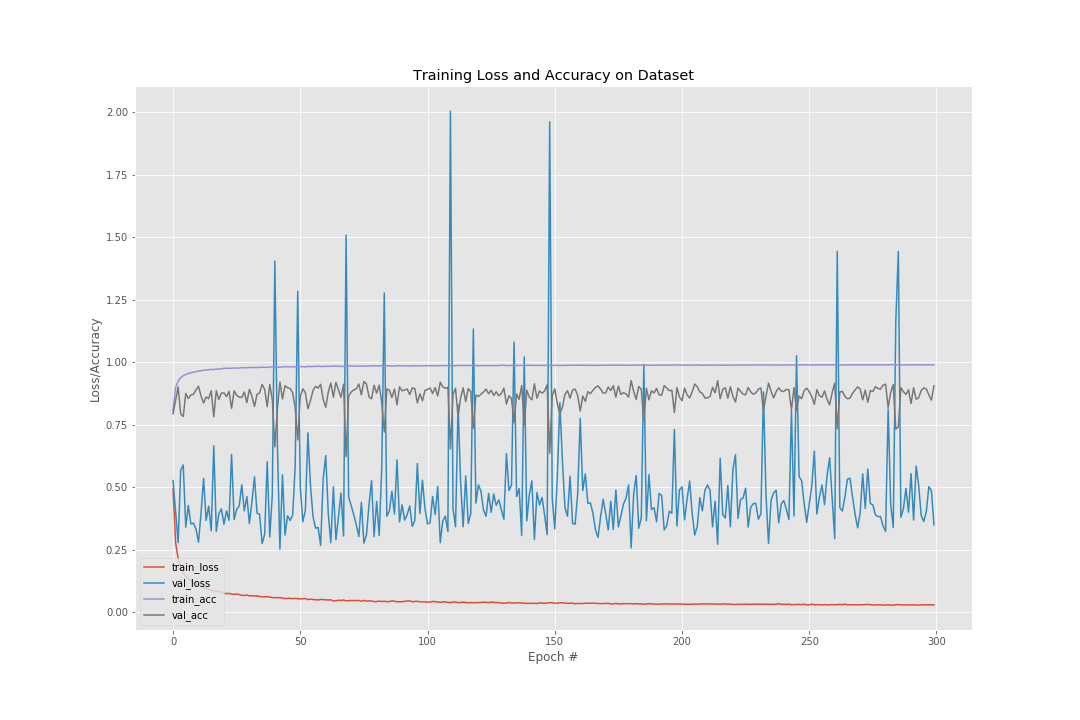 Training Loss and Accuracy on Dataset
2.00
1.75
1.50
1.25
1.00
0.75
0.50
0.25
0.00
Loss/Accuracy
train_loss
val_loss
train_acc
val_acc
0 50 100 150 200 250 300
Epoch #